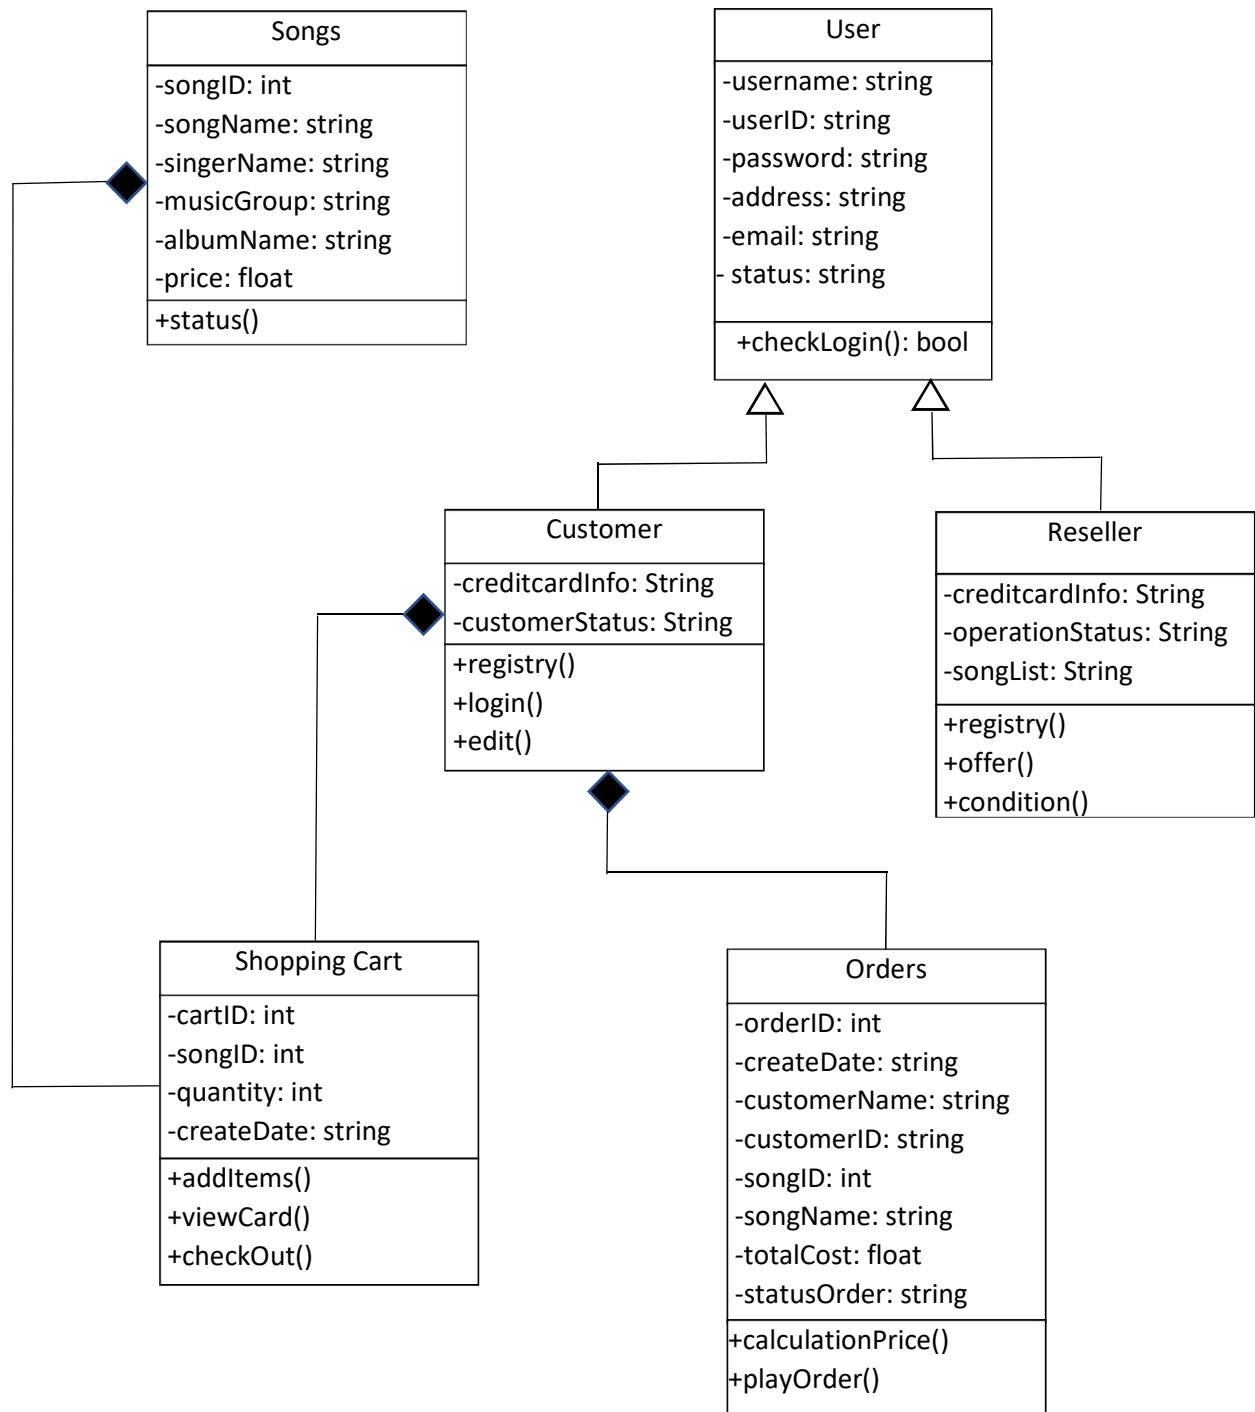 Songs
-songID: int
-songName: string
-singerName: string
-musicGroup: string
-albumName: string
-price: float
+status()
User
-username: string
-userID: string
-password: string
-address: string
-email: string
- status: string
+checkLogin(): bool
Customer
-creditcardInfo: String
-customerStatus: String
+registry()
+login()
+edit()
Reseller
-creditcardInfo: String
-operationStatus: String
-songList: String
+registry()
+offer()
+condition()
Shopping Cart
-cartID: int
-songID: int
-quantity: int
-createDate: string
+addItems()
+viewCard()
+checkOut()
Orders
-orderID: int
-createDate: string
-customerName: string
-customerID: string
-songID: int
-songName: string
-totalCost: float
-statusOrder: string
+calculationPrice()
+playOrder()